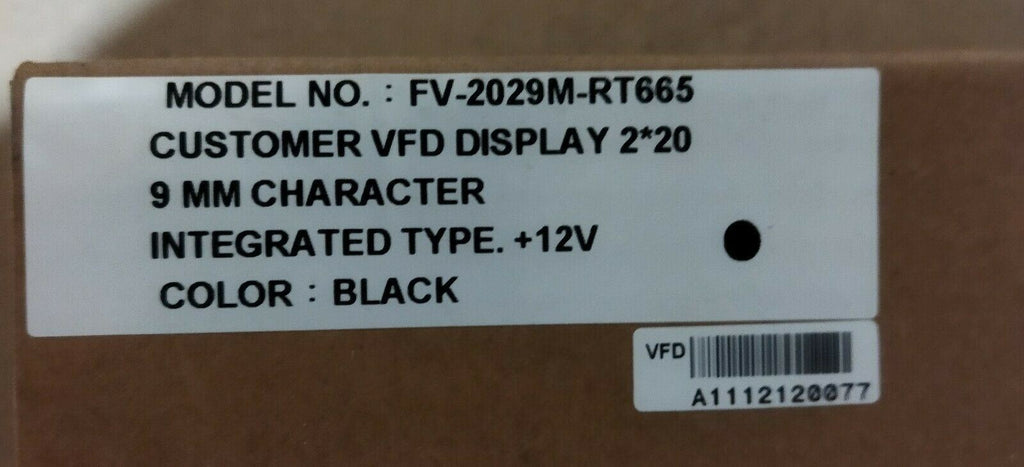 MODEL NO. : FV-2029M-RT665
CUSTOMER VFD DISPLAY 2*20
9 MM CHARACTER
INTEGRATED TYPE. +12V
COLOR : BLACK
VFD
A1112120077